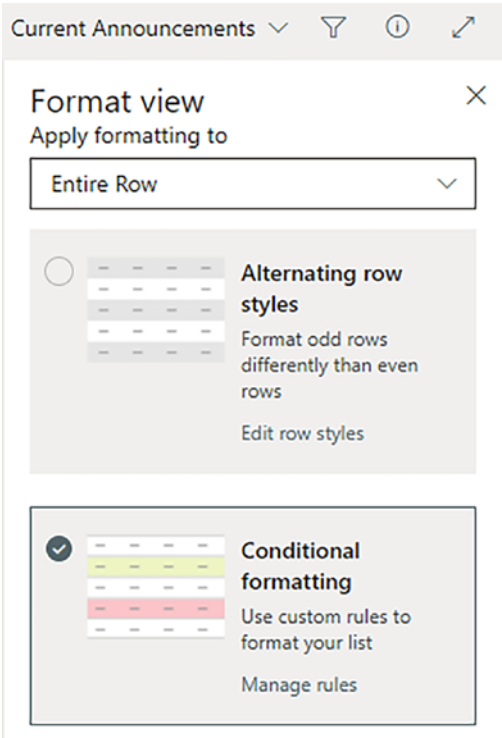 Current Announcements
Format view
Apply formatting to
Entire Row
Alternating row
styles
Format odd rows
differently than even
rows
Edit row styles
Conditional
formatting
Use custom rules to
format your list
Manage rules